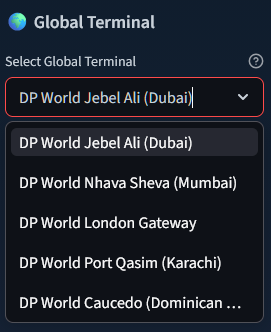 Global Terminal
Select Global Terminal
DP World Jebel Ali (Dubai)
DP World Jebel Ali (Dubai)
DP World Nhava Sheva (Mumbai)
DP World London Gateway
DP World Port Qasim (Karachi)
DP World Caucedo (Dominican ...